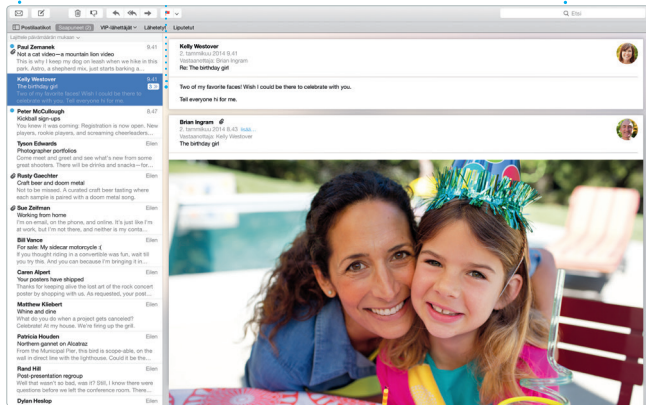 Etsi
Postilaatikot Saapuneet (2) VIP-lähettäjät Lähetetyt Liputetut
Lajittele päivämäärän mukaan
Paul Zemanek 9.41
Not a cat video—a mountain lion video
This is why I keep my dog on leash when we hike in this
park. Astro, a shepherd mix, just starts barking a…
Kelly Westover 9.41
The birthday girl
Two of my favorite faces! Wish I could be there to
celebrate with you. Tell everyone hi for me.
Peter McCullough 8.47
Kickball sign-ups
You knew it was coming: Registration is now open. New
players, rookie players, and screaming cheerleaders…
Tyson Edwards Eilen
Photographer portfolios
Come meet and greet and see what's new from some
great shooters. There will be drinks and snacks—for…
Rusty Gaechter Eilen
Craft beer and doom metal
Not to be missed. A curated craft beer tasting where
each sample is paired with a doom metal song.
Sue Zeilman Eilen
Working from home
I'm on email, on the phone, and online. It's just like I'm
at work, but I'm not there, and neither is my conta…
Bill Vance Eilen
For sale: My sidecar motorcycle :(
If you thought riding in a convertible was fun, wait till
you try this. And you can because I'm bringing it in…
Caren Alpert Eilen
Your posters have shipped
Thanks for keeping alive the lost art of the rock concert
poster by shopping with us. As requested, your post…
Matthew Kliebert Eilen
Whine and dine
What do you do when a project gets canceled?
Celebrate! At my house. We're firing up the grill.
Patricia Houden Eilen
Northern gannet on Alcatraz
From the Municipal Pier, this bird is scope-able, on the
wall in direct line with the lighthouse. Could it be the…
Rand Hill Eilen
Post-presentation regroup
Well that wasn't so bad, was it? Still, I know there were
questions before we left the conference room. There…
Dylan Heslop Eilen
Kelly Westover
2. tammikuu 2014 9.41
Vastaanottaja: Brian Ingram
Re: The birthday girl
Two of my favorite faces! Wish I could be there to celebrate with you.
Tell everyone hi for me.
Brian Ingram
2. tammikuu 2014 8.43
Vastaanottaja: Kelly Westover
The birthday girl